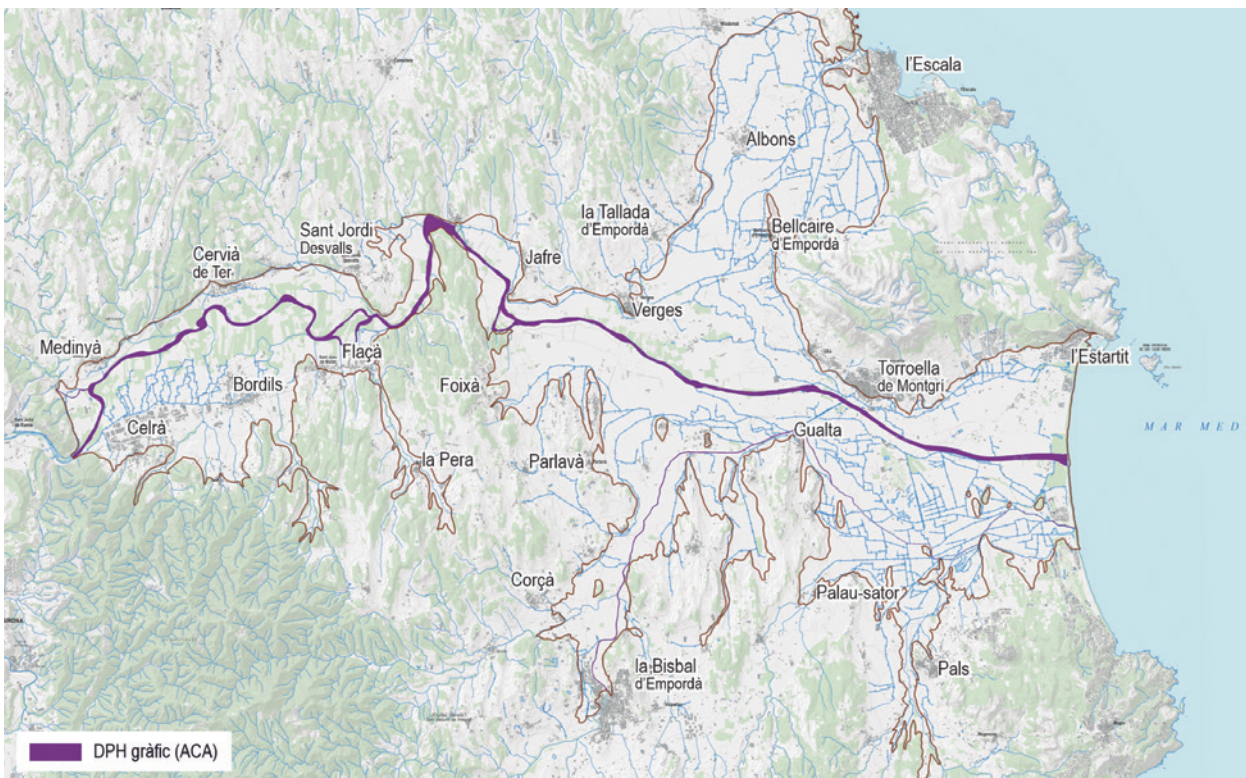 l'Escala
Albons
la Tallada
d'Empordà
Bellcaire
d'Empordà
Sant Jordi
Desvalls
Jafre
Cervià
de Ter
Verges
Medinyà
Flaçà
l'Estartit
Torroella
de Montgrí
Bordils
Foixà
Celrà
Gualta
MAR MED
la Pera
Parlavà
Corçà
Palau-sator
la Bisbal
d'Empordà
Pals
DPH gràfic (ACA)